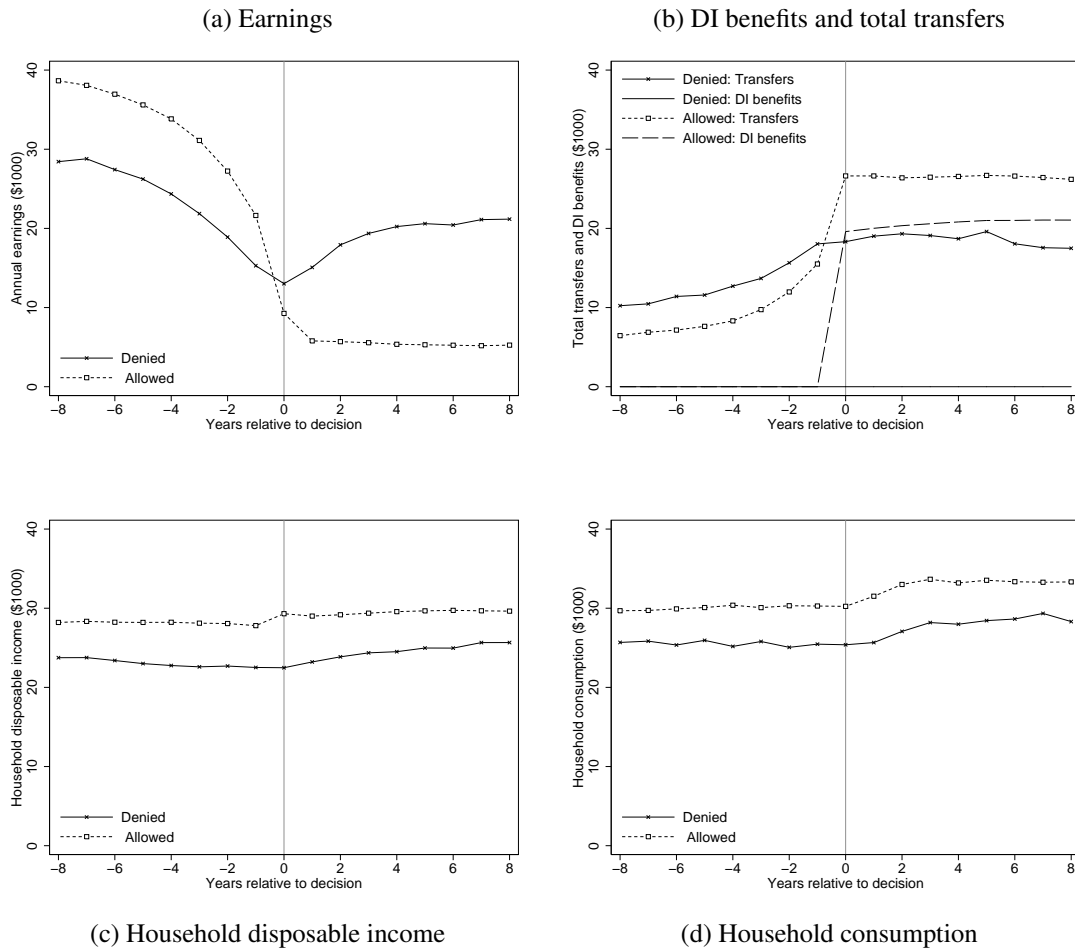 (a) Earnings
(b) DI benefits and total transfers
Annual earnings ($1000)
40
30
20
10
0
Denied
Allowed
−8 −6 −4 −2 0 2 4 6 8
Years relative to decision
Total transfers and DI benefits ($1000)
40
30
20
10
0
Denied: Transfers
Denied: DI benefits
Allowed: Transfers
Allowed: DI benefits
−8 −6 −4 −2 0 2 4 6 8
Years relative to decision
Household disposable income ($1000)
40
30
20
10
0
Denied
Allowed
−8 −6 −4 −2 0 2 4 6 8
Years relative to decision
Household consumption ($1000)
40
30
20
10
0
Denied
Allowed
−8 −6 −4 −2 0 2 4 6 8
Years relative to decision
(c) Household disposable income
(d) Household consumption